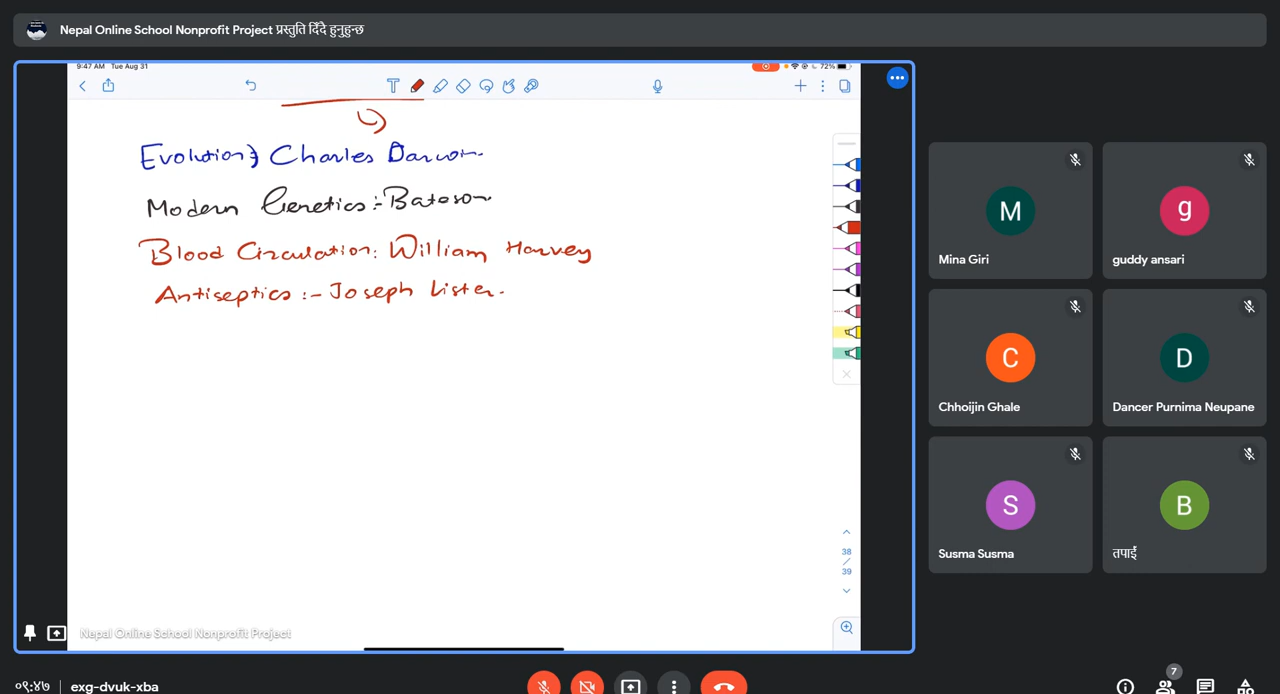 Nepal Online School Nonprofit Project प्रस्तुति दिँदै हुनुहुन्छ
9:47 AM Tue Aug 31
72%
T
Evolution} Charles Darwin
Modern Genetics :- Bateson
Blood Circulation : William Harvey
Antiseptics :- Joseph Lister.
38
/
39
Nepal Online School Nonprofit Project
M
Mina Giri
g
guddy ansari
C
Chhoijin Ghale
D
Dancer Purnima Neupane
S
Susma Susma
B
तपाईं
०९:४७ | exg-dvuk-xba
7